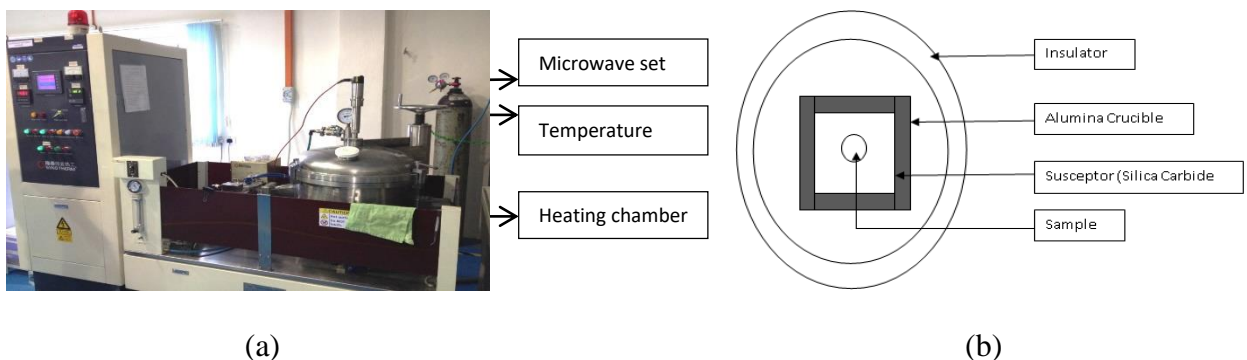 Microwave set
Temperature
Heating chamber
Insulator
Alumina Crucible
Susceptor (Silica Carbide
Sample
(a)
(b)